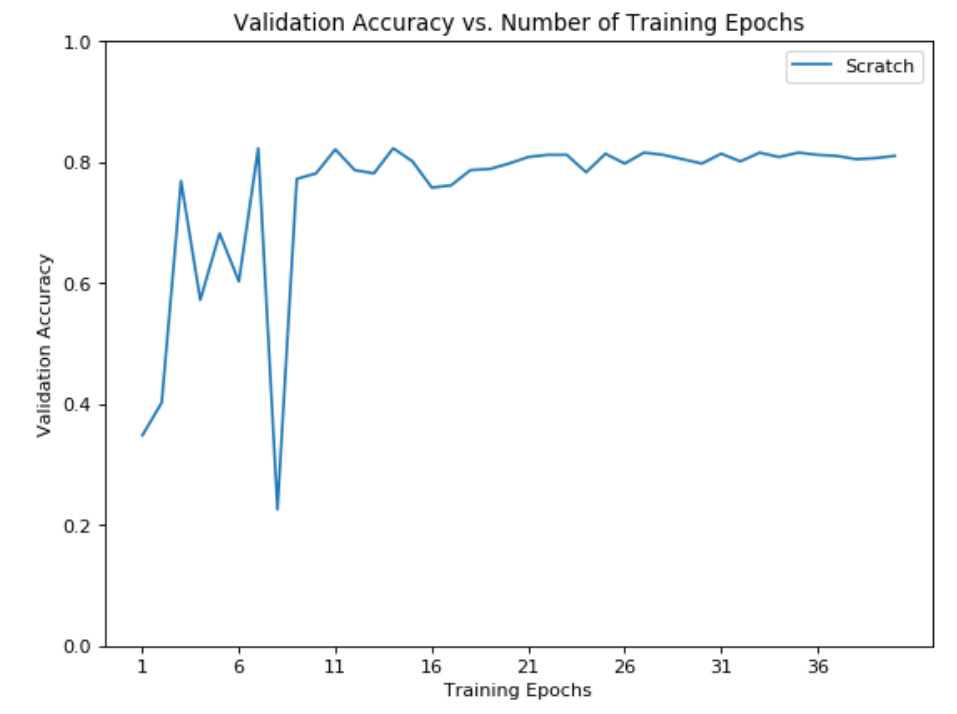 Validation Accuracy vs. Number of Training Epochs
1.0
Scratch
0.8
0.6
Validation Accuracy
0.4
0.2
0.0
1 6 11 16 21 26 31 36
Training Epochs